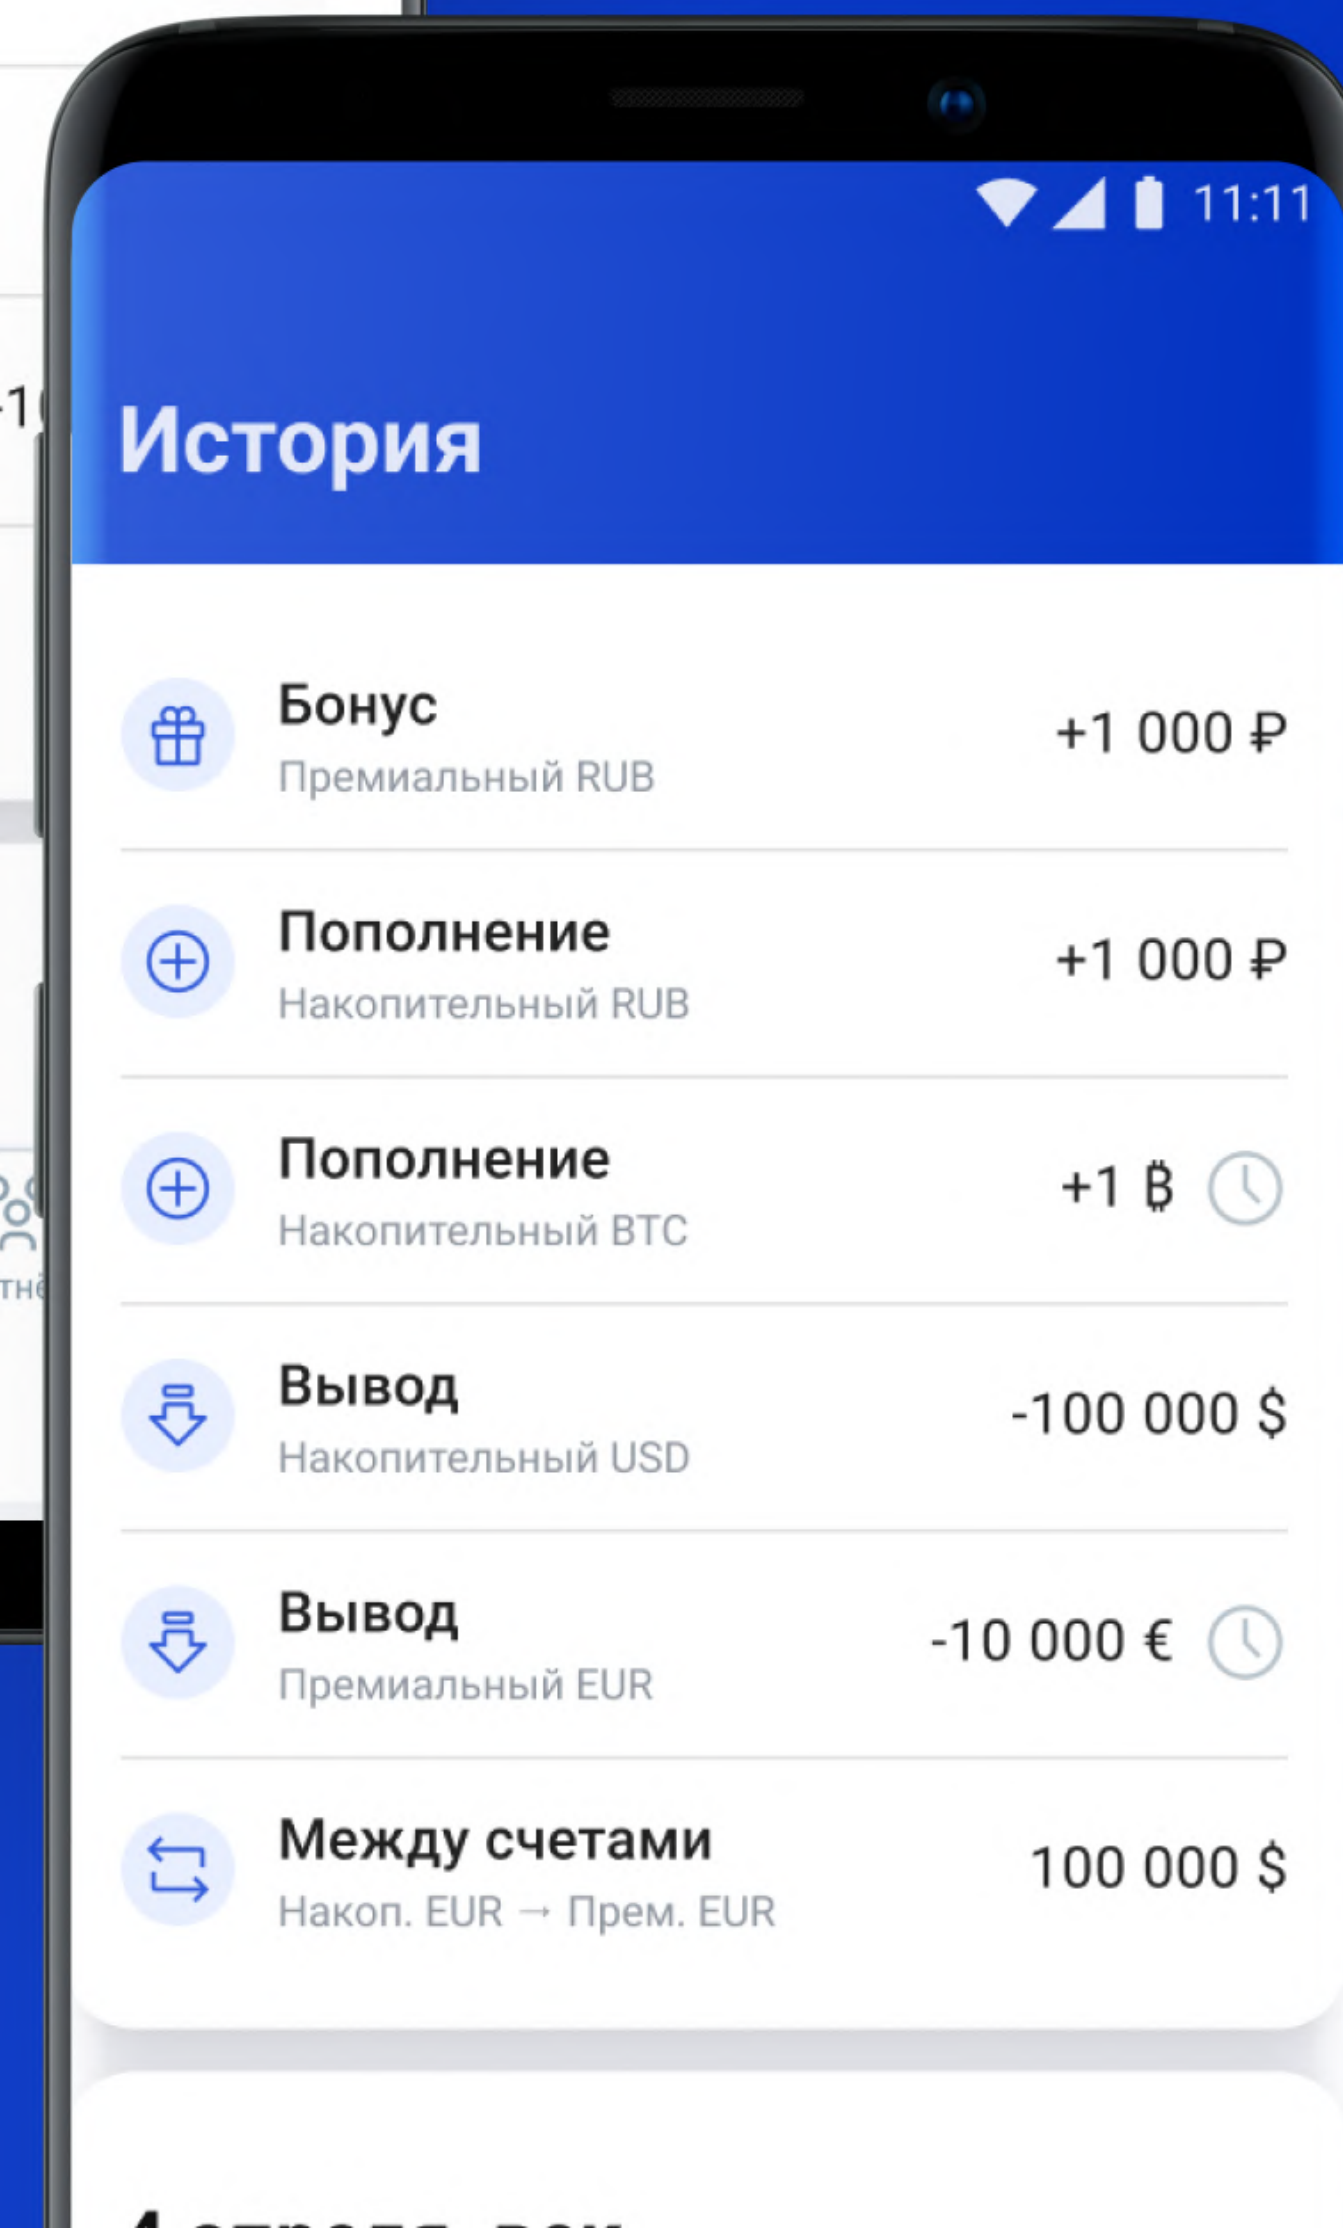 11:11
История
Бонус
+1 000 ₽
Премиальный RUB
Пополнение
+1 000 ₽
Накопительный RUB
Пополнение
+1 ₿
Накопительный BTC
Вывод
-100 000 $
Накопительный USD
Вывод
-10 000 €
Премиальный EUR
Между счетами
100 000 $
Накоп. EUR → Прем. EUR